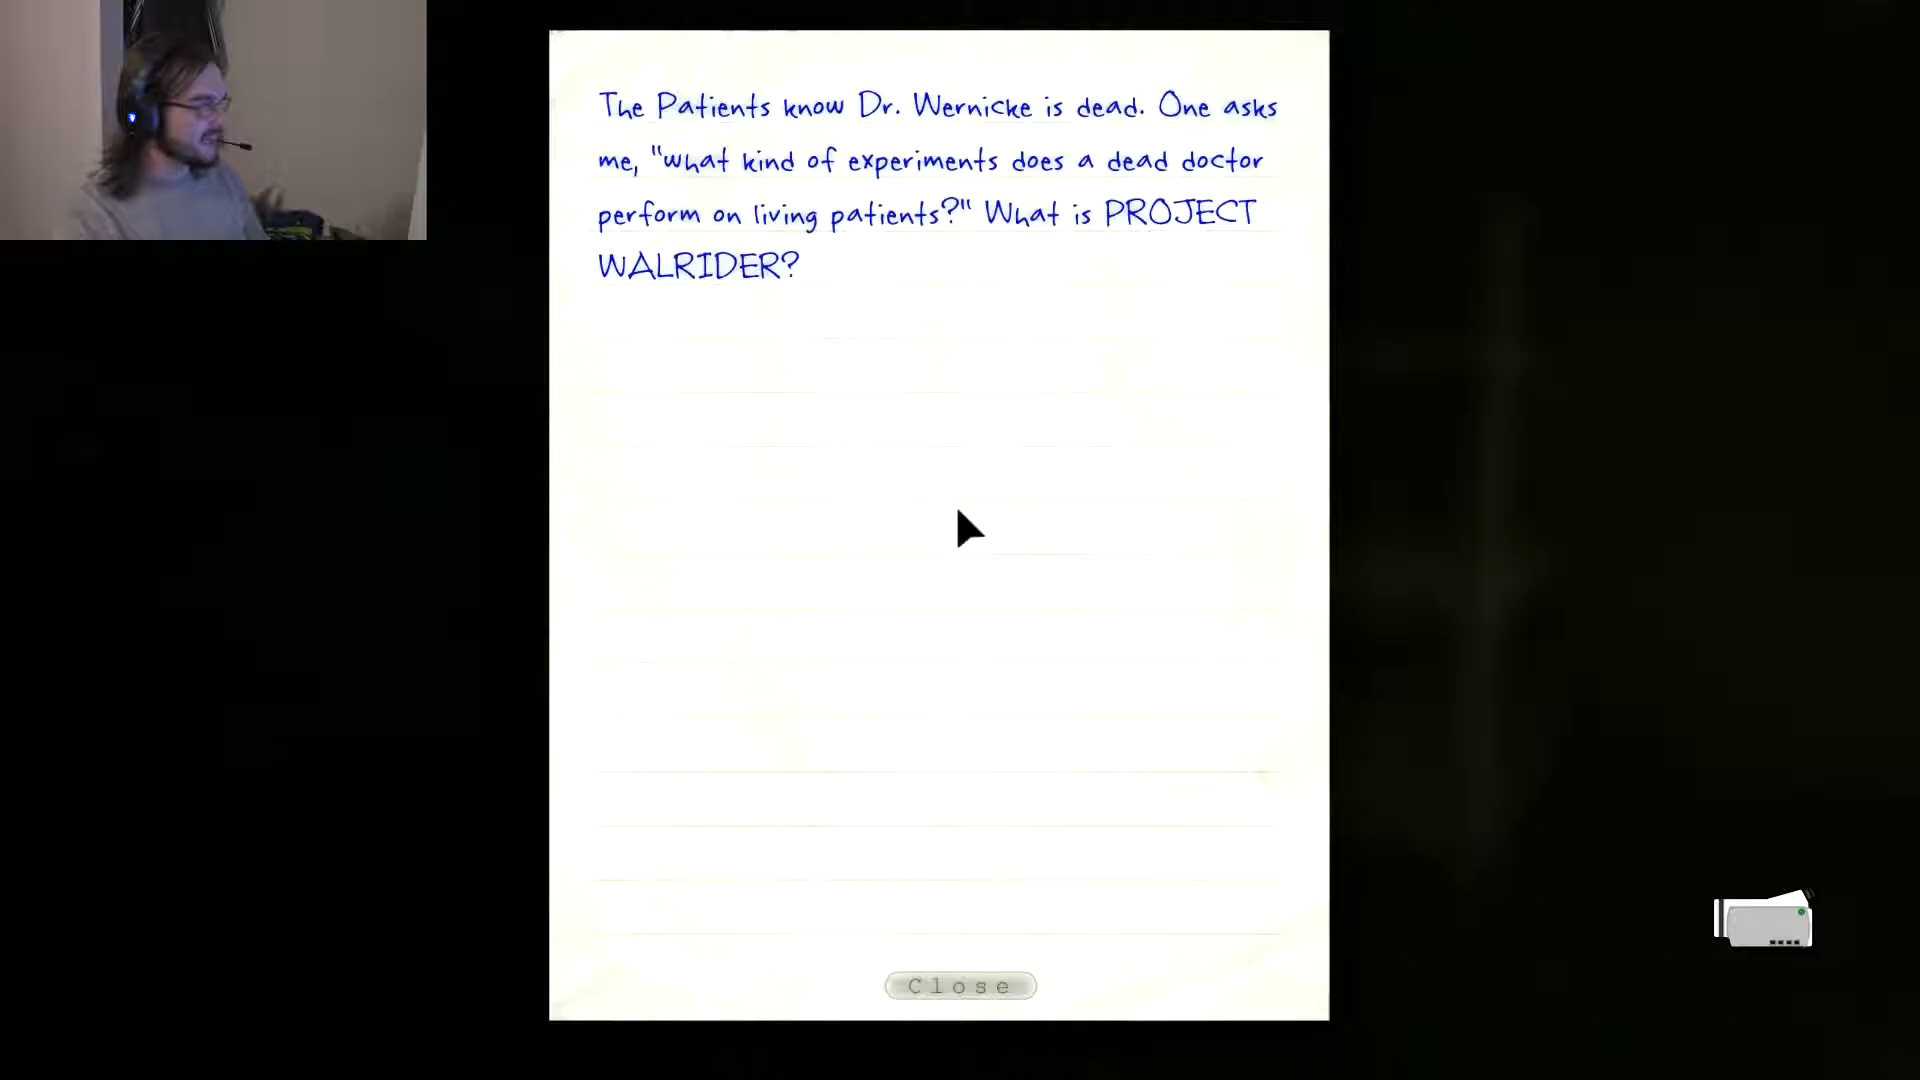 The Patients know Dr. Wernicke is dead. One asks
me, "what kind of experiments does a dead doctor
perform on living patients?" What is PROJECT
WALRIDER?
Close